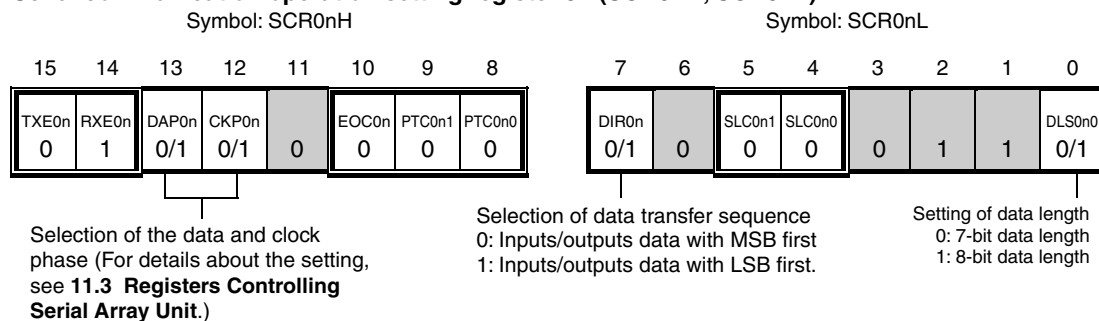 Symbol: SCR0nH
Symbol: SCR0nL
15 14 13 12 11 10 9 8
7 6 5 4 3 2 1 0
TXE0n RXE0n DAP0n CKP0n EOC0n PTC0n1 PTC0n0
0 1 0/1 0/1 0 0 0 0
DIR0n SLC0n1 SLC0n0 DLS0n0
0/1 0 0 0 0 1 1 0/1
Selection of the data and clock
phase (For details about the setting,
see 11.3 Registers Controlling
Serial Array Unit.)
Selection of data transfer sequence
0: Inputs/outputs data with MSB first
1: Inputs/outputs data with LSB first.
Setting of data length
0: 7-bit data length
1: 8-bit data length